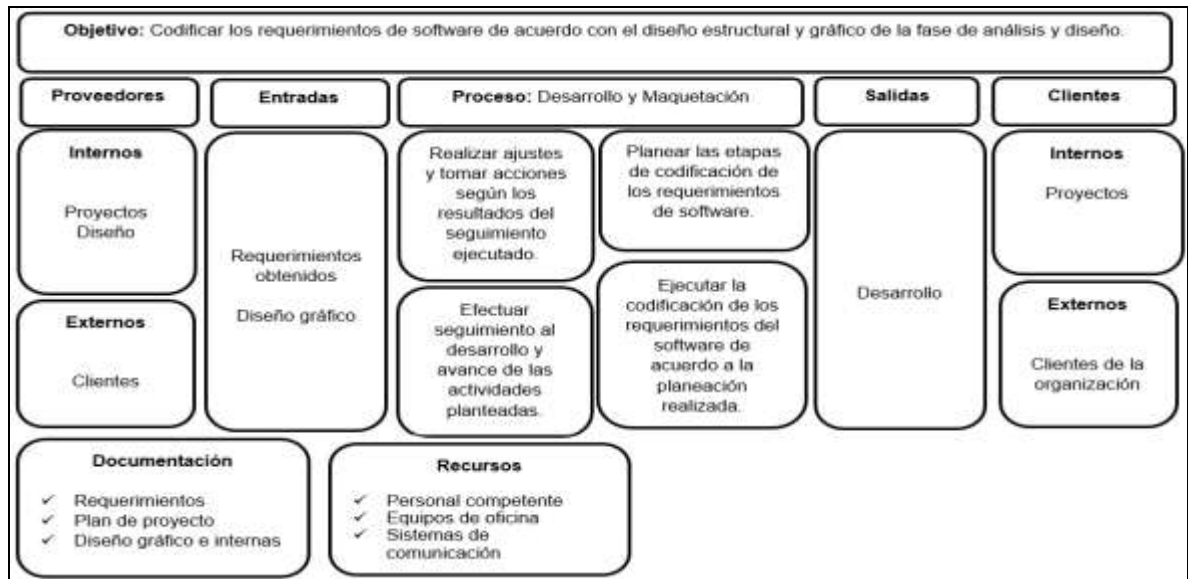 Objetivo: Codificar los requerimientos de software de acuerdo con el diseño estructural y gráfico de la fase de análisis y diseño.
Proveedores
Entradas
Proceso: Desarrollo y Maquetación
Salidas
Clientes
Internos
Proyectos
Diseño
Externos
Clientes
Requerimientos
obtenidos
Diseño gráfico
Realizar ajustes
y tomar acciones
según los
resultados del
seguimiento
ejecutado.
Planear las etapas
de codificación de
los requerimientos
de software.
Efectuar
seguimiento al
desarrollo y
avance de las
actividades
planteadas.
Ejecutar la
codificación de los
requerimientos del
software de
acuerdo a la
planeación
realizada.
Desarrollo
Internos
Proyectos
Externos
Clientes de la
organización
Documentación
✓ Requerimientos
✓ Plan de proyecto
✓ Diseño gráfico e internas
Recursos
✓ Personal competente
✓ Equipos de oficina
✓ Sistemas de
comunicación